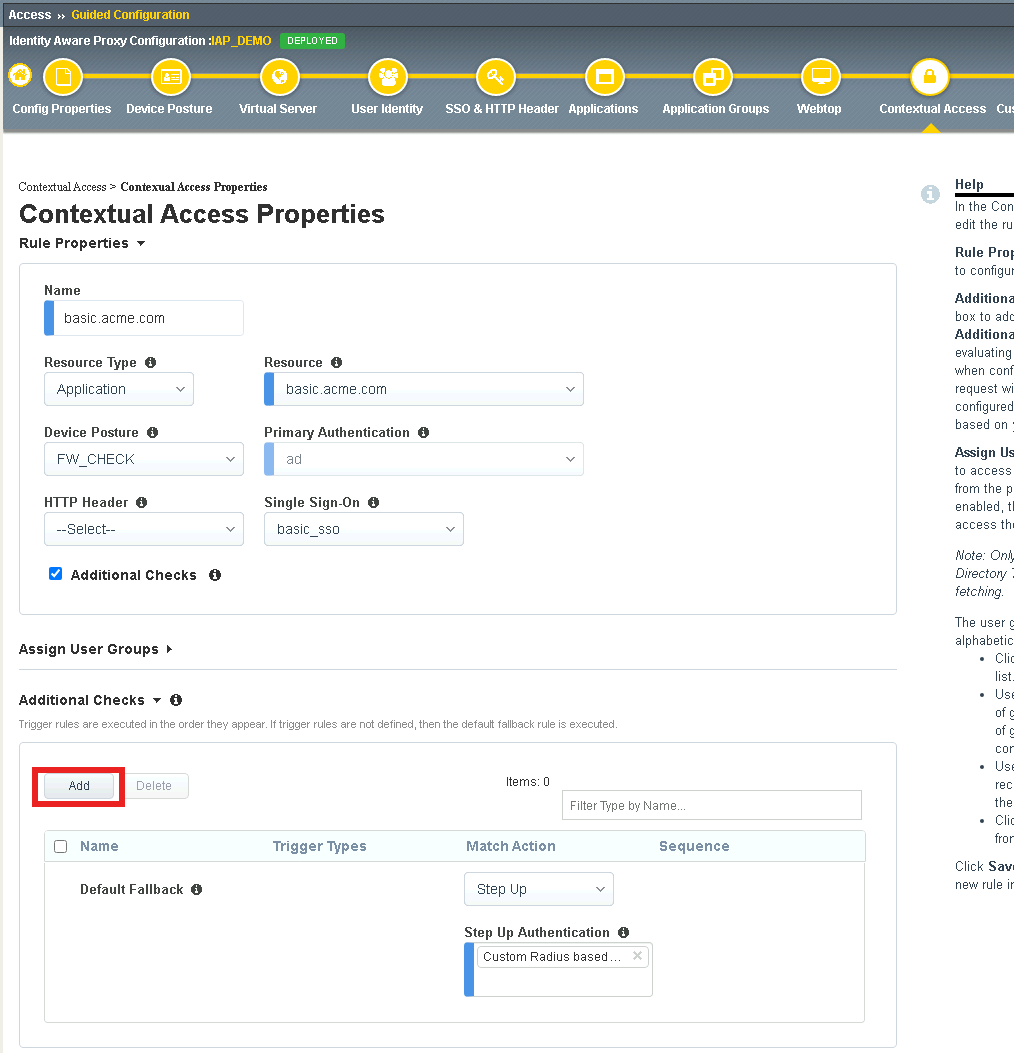 Access ›› Guided Configuration
Identity Aware Proxy Configuration :IAP_DEMO DEPLOYED
Config Properties Device Posture Virtual Server User Identity SSO & HTTP Header Applications Application Groups Webtop Contextual Access Cus
Contextual Access > Contexual Access Properties
Contextual Access Properties
Rule Properties
Name
basic.acme.com
Resource Type Resource
Application basic.acme.com
Device Posture Primary Authentication
FW_CHECK ad
HTTP Header Single Sign-On
--Select-- basic_sso
Additional Checks
Assign User Groups
Additional Checks
Trigger rules are executed in the order they appear. If trigger rules are not defined, then the default fallback rule is executed.
Add Delete Items: 0
Filter Type by Name...
Name Trigger Types Match Action Sequence
Default Fallback Step Up
Step Up Authentication
Custom Radius based ... ×
Help
In the Con
edit the ru
Rule Prop
to configur
Additiona
box to add
Additiona
evaluating
when conf
request wi
configured
based on y
Assign Us
to access
from the p
enabled, th
access the
Note: Only
Directory
fetching.
The user g
alphabetic
• Clic
list.
• Use
of g
of g
con
• Use
rec
the
• Clic
fron
Click Save
new rule in